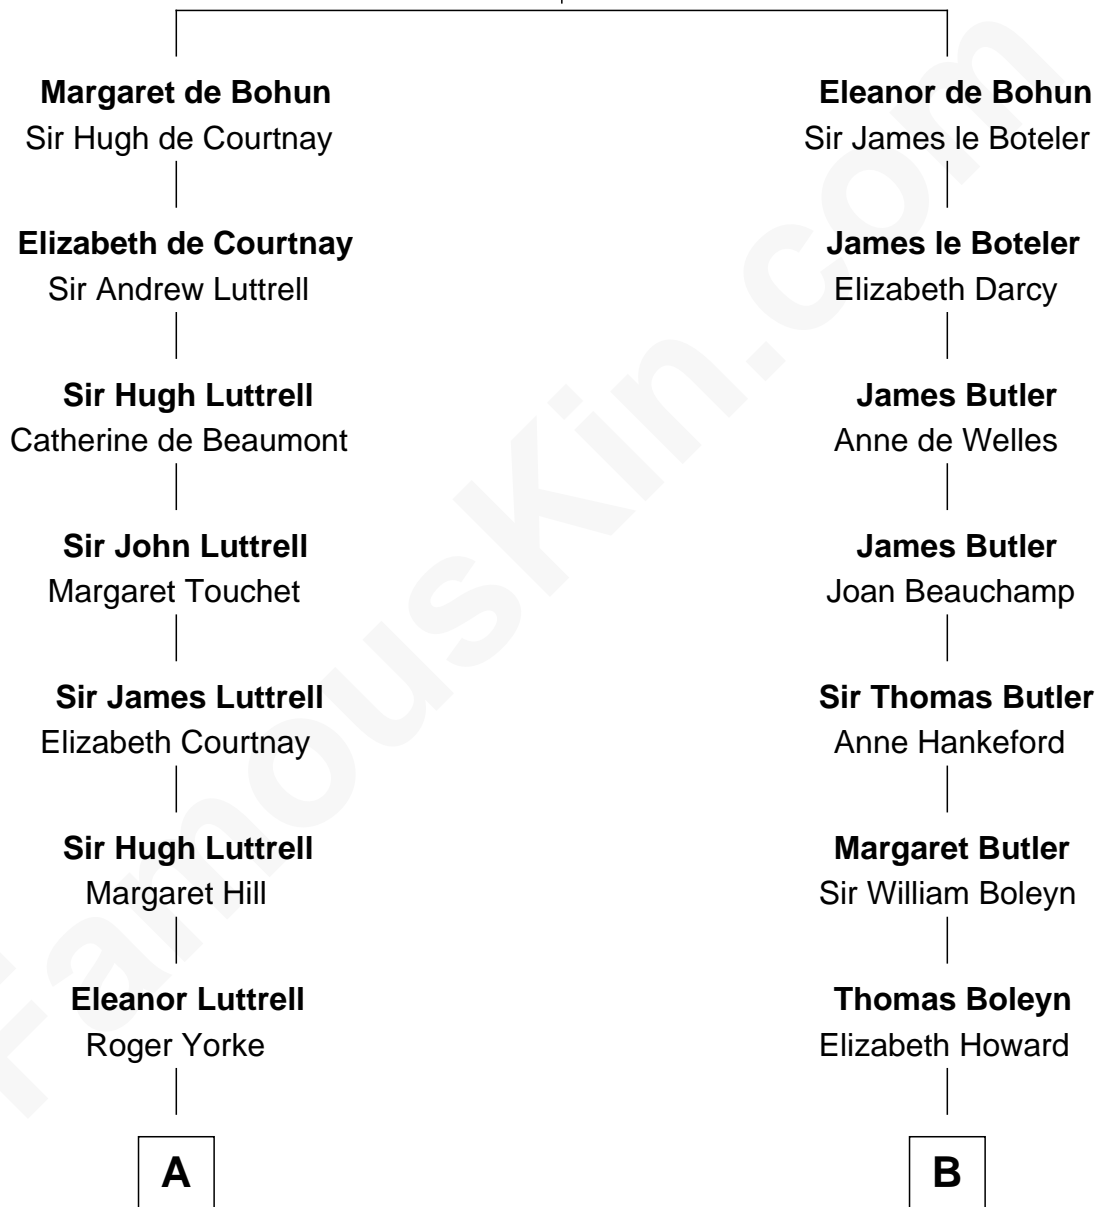 Margaret de Bohun
Sir Hugh de Courtnay
Elizabeth de Courtnay
Sir Andrew Luttrell
Sir Hugh Luttrell
Catherine de Beaumont
Sir John Luttrell
Margaret Touchet
Sir James Luttrell
Elizabeth Courtnay
Sir Hugh Luttrell
Margaret Hill
Eleanor Luttrell
Roger Yorke
A
Eleanor de Bohun
Sir James le Boteler
James le Boteler
Elizabeth Darcy
James Butler
Anne de Welles
James Butler
Joan Beauchamp
Sir Thomas Butler
Anne Hankeford
Margaret Butler
Sir William Boleyn
Thomas Boleyn
Elizabeth Howard
B
FamousKin.com